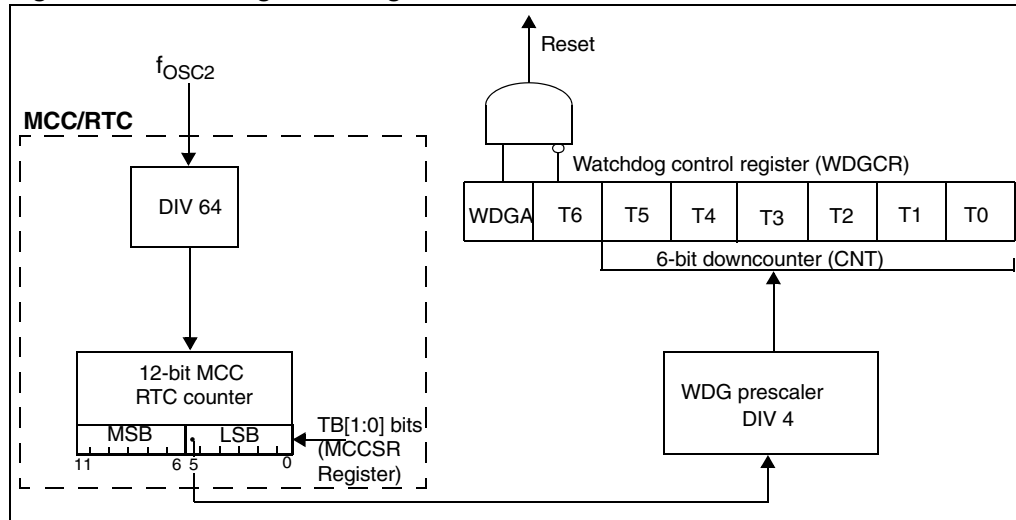 Reset
fOSC2
MCC/RTC
DIV 64
Watchdog control register (WDGCR)
WDGA T6 T5 T4 T3 T2 T1 T0
6-bit downcounter (CNT)
12-bit MCC
RTC counter
MSB LSB
11 6 5 0
TB[1:0] bits
(MCCSR
Register)
WDG prescaler
DIV 4